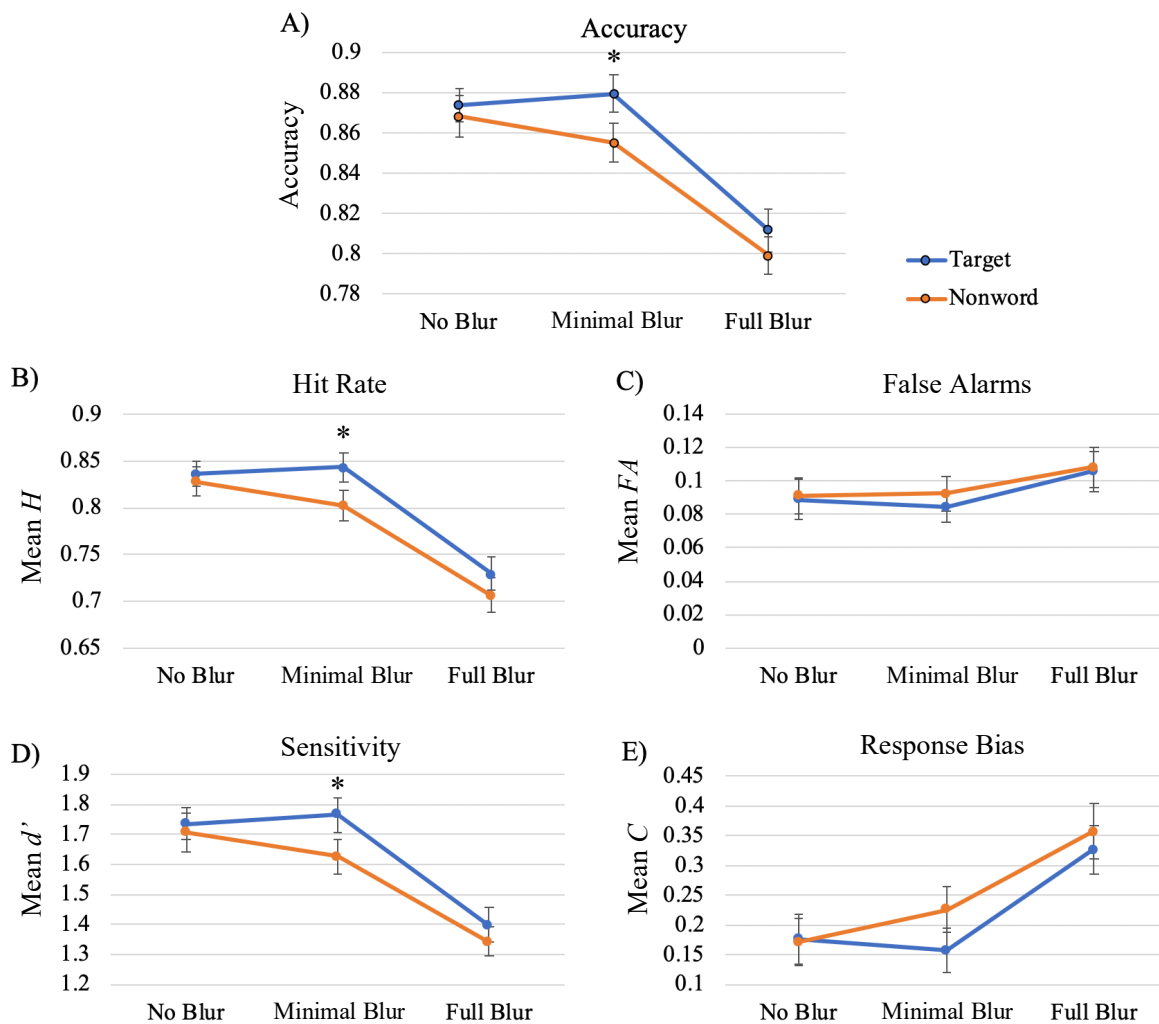 A)
Accuracy
*
0.9
0.88
0.86
0.84
0.82
0.8
0.78
Accuracy
No Blur
Minimal Blur
Full Blur
Target
Nonword
B)
Hit Rate
*
0.9
0.85
0.8
0.75
0.7
0.65
Mean H
No Blur
Minimal Blur
Full Blur
C)
False Alarms
0.14
0.12
0.1
0.08
0.06
0.04
0.02
0
Mean FA
No Blur
Minimal Blur
Full Blur
D)
Sensitivity
*
1.9
1.8
1.7
1.6
1.5
1.4
1.3
1.2
Mean d’
No Blur
Minimal Blur
Full Blur
E)
Response Bias
0.45
0.4
0.35
0.3
0.25
0.2
0.15
0.1
Mean C
No Blur
Minimal Blur
Full Blur